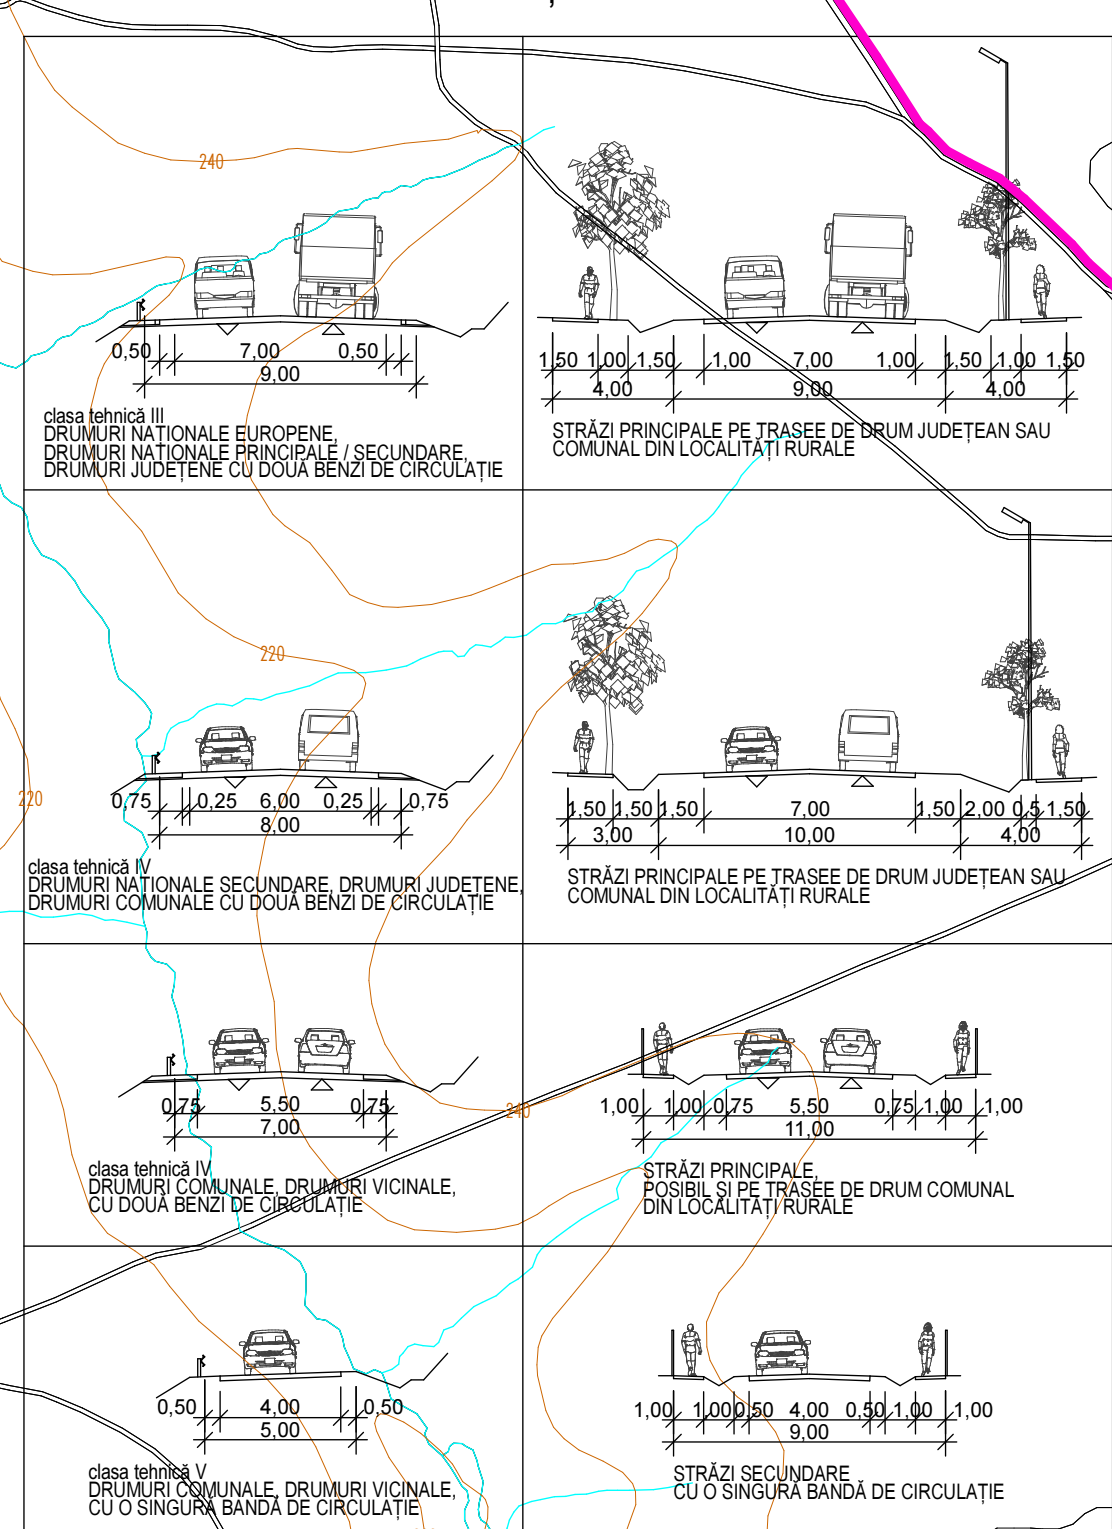 240
0,50 7,00 0,50
9,00
clasa tehnică III
DRUMURI NAȚIONALE EUROPENE,
DRUMURI NAȚIONALE PRINCIPALE / SECUNDARE,
DRUMURI JUDEȚENE CU DOUĂ BENZI DE CIRCULAȚIE
1,50 1,00 1,50 1,00 7,00 1,00 1,50 1,00 1,50
4,00 9,00 4,00
STRĂZI PRINCIPALE PE TRASEE DE DRUM JUDEȚEAN SAU
COMUNAL DIN LOCALITĂȚI RURALE
220
220
0,75 0,25 6,00 0,25 0,75
8,00
clasa tehnică IV
DRUMURI NAȚIONALE SECUNDARE, DRUMURI JUDEȚENE,
DRUMURI COMUNALE CU DOUĂ BENZI DE CIRCULAȚIE
1,50 1,50 1,50 7,00 1,50 2,00 0,5 1,50
3,00 10,00 4,00
STRĂZI PRINCIPALE PE TRASEE DE DRUM JUDEȚEAN SAU
COMUNAL DIN LOCALITĂȚI RURALE
0,75 5,50 0,75
7,00
240
clasa tehnică IV
DRUMURI COMUNALE, DRUMURI VICINALE,
CU DOUĂ BENZI DE CIRCULAȚIE
1,00 1,00 0,75 5,50 0,75 1,00 1,00
11,00
STRĂZI PRINCIPALE,
POSIBIL ȘI PE TRASEE DE DRUM COMUNAL
DIN LOCALITĂȚI RURALE
0,50 4,00 0,50
5,00
clasa tehnică V
DRUMURI COMUNALE, DRUMURI VICINALE,
CU O SINGURĂ BANDĂ DE CIRCULAȚIE
1,00 1,00 0,50 4,00 0,50 1,00 1,00
9,00
STRĂZI SECUNDARE
CU O SINGURĂ BANDĂ DE CIRCULAȚIE